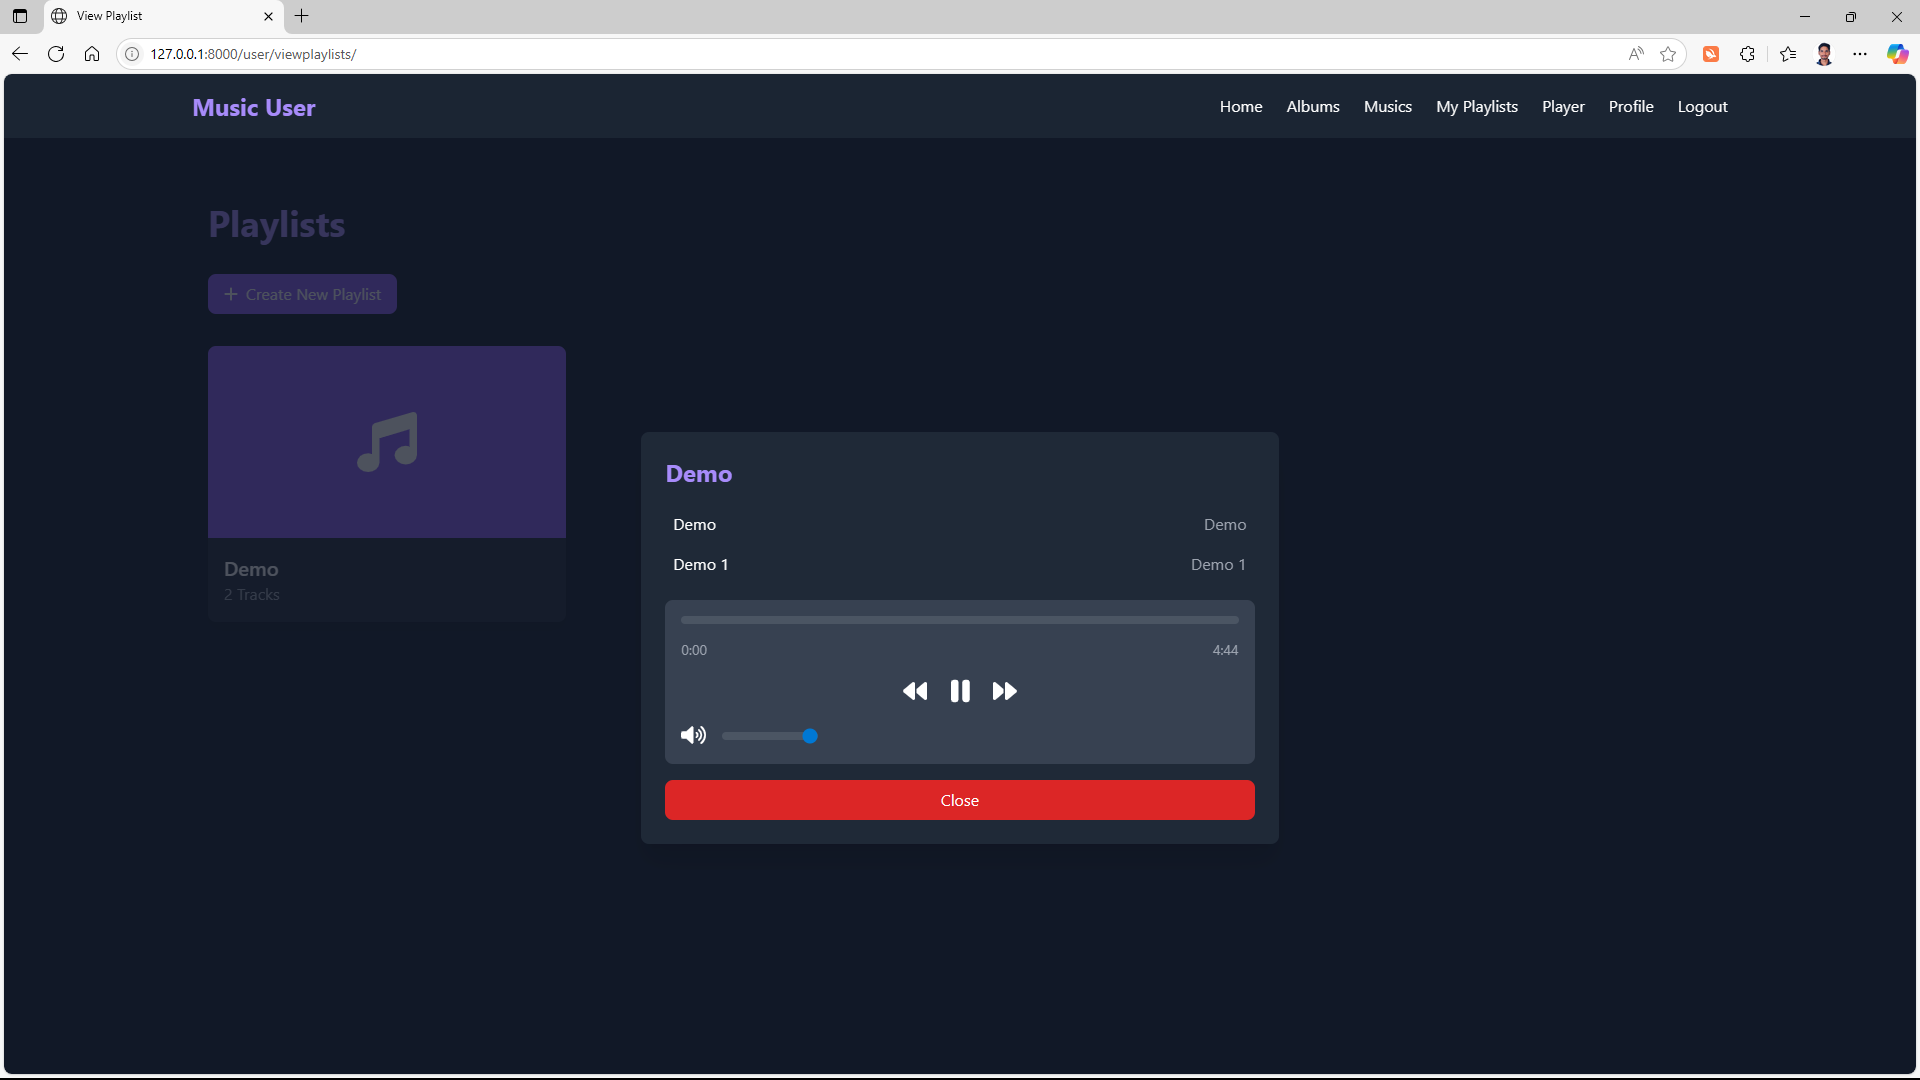 View Playlist
127.0.0.1:8000/user/viewplaylists/
Music User
Home Albums Musics My Playlists Player Profile Logout
Playlists
Create New Playlist
Demo
2 Tracks
Demo
Demo Demo
Demo 1 Demo 1
0:00 4:44
Close